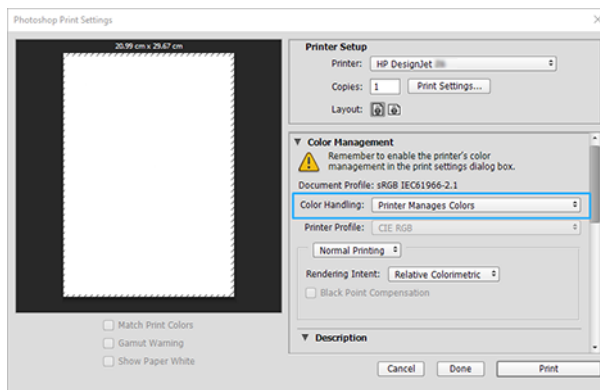 Photoshop Print Settings
20.99 cm x 29.67 cm
Match Print Colors
Gamut Warning
Show Paper White
Printer Setup
Printer: HP DesignJet
Copies: 1 Print Settings...
Layout:
Color Management
Remember to enable the printer's color
management in the print settings dialog box.
Document Profile: sRGB IEC61966-2.1
Color Handling: Printer Manages Colors
Printer Profile: CIE RGB
Normal Printing
Rendering Intent: Relative Colorimetric
Black Point Compensation
Description
Cancel Done Print